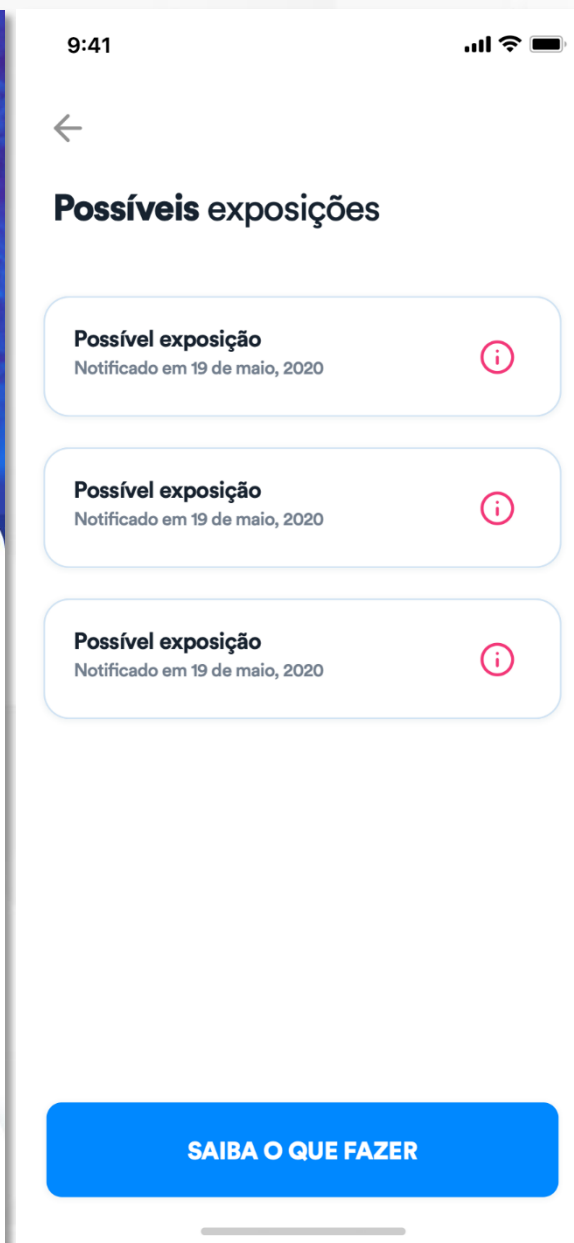 9:41
Possíveis exposições
Possível exposição
Notificado em 19 de maio, 2020
Possível exposição
Notificado em 19 de maio, 2020
Possível exposição
Notificado em 19 de maio, 2020
SAIBA O QUE FAZER